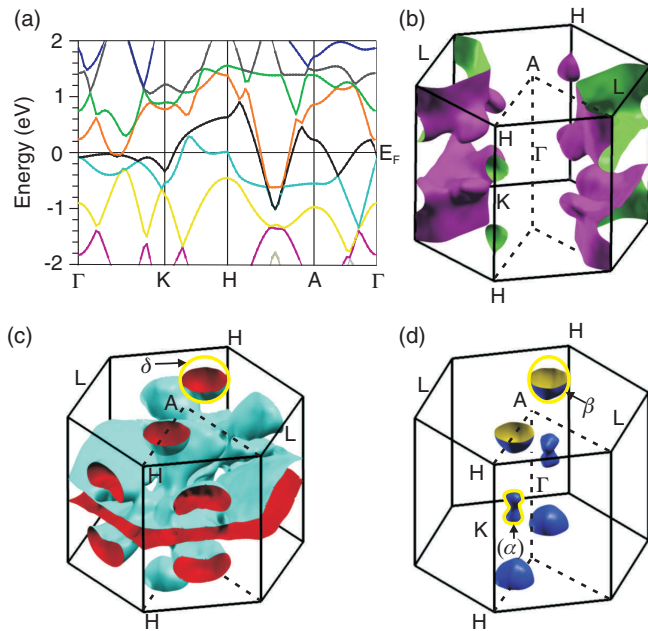 (a)
2
1
0
-1
-2
Energy (eV)
E_F
Γ K H A Γ
(b)
H
L
A
L
H
Γ
K
H
(c)
δ
H
L
A
L
H
H
(d)
H
L
A
β
L
H
Γ
K
(α)
H